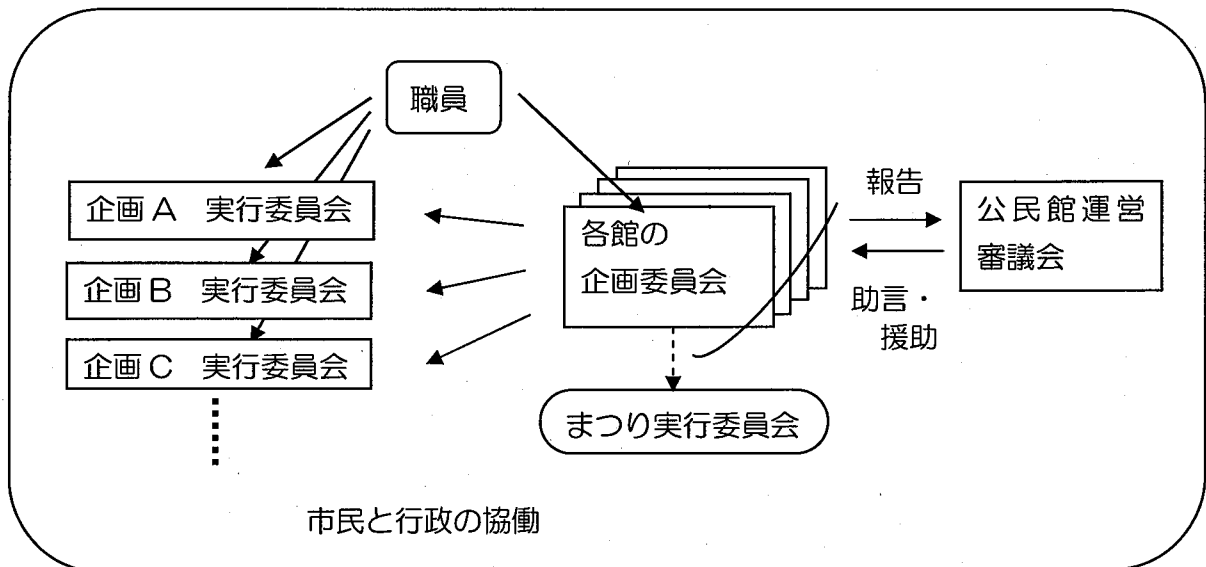 職員
企画A 実行委員会
企画B 実行委員会
企画C 実行委員会
各館の
企画委員会
報告
助言・
援助
公民館運営
審議会
まつり実行委員会
市民と行政の協働